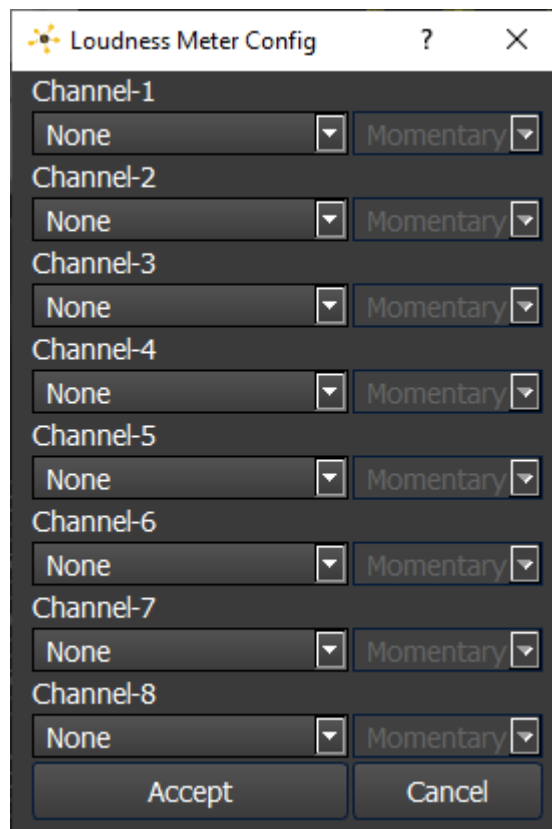 Loudness Meter Config ? 
Channel-1
None Momentary
Channel-2
None Momentary
Channel-3
None Momentary
Channel-4
None Momentary
Channel-5
None Momentary
Channel-6
None Momentary
Channel-7
None Momentary
Channel-8
None Momentary
Accept Cancel